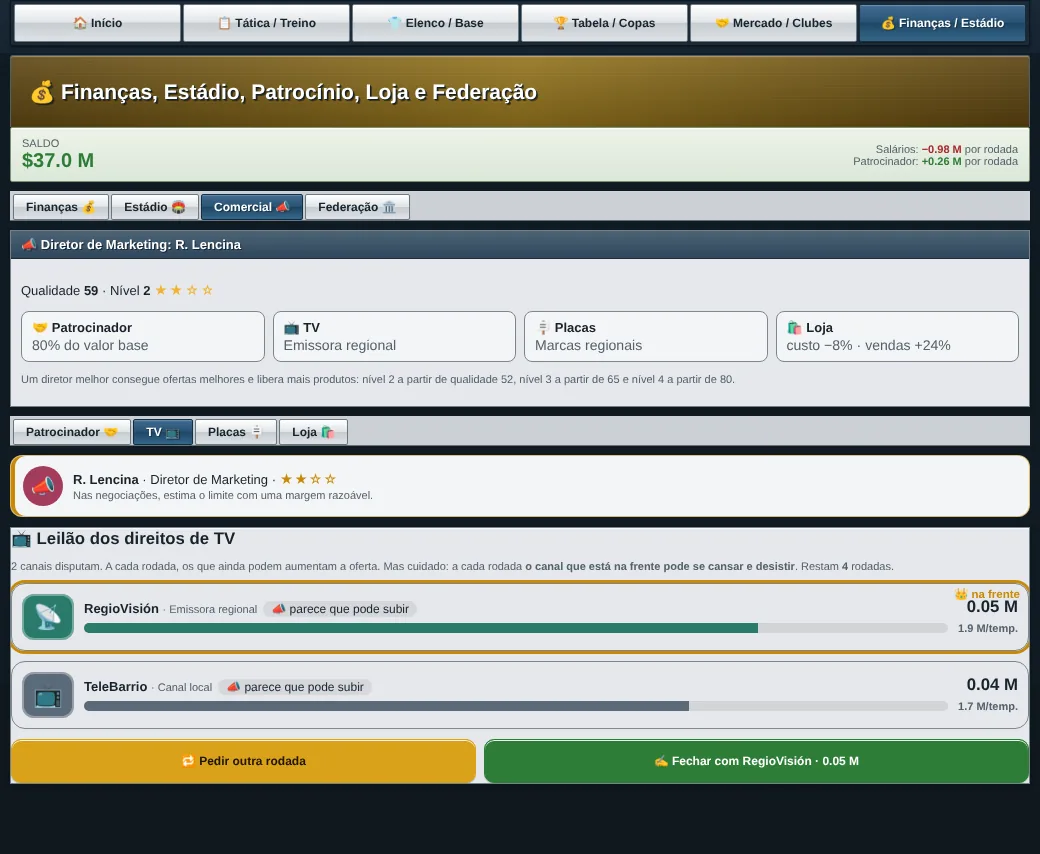 🏠 Início
📋 Tática / Treino
👕 Elenco / Base
🏆 Tabela / Copas
🤝 Mercado / Clubes
💰 Finanças / Estádio
💰 Finanças, Estádio, Patrocínio, Loja e Federação
SALDO
$37.0 M
Salários: −0.98 M por rodada
Patrocinador: +0.26 M por rodada
Finanças 💰
Estádio 🏟️
Comercial 📣
Federação 🏛️
📣 Diretor de Marketing: R. Lencina
Qualidade 59 · Nível 2 ★★☆☆
🤝 Patrocinador
80% do valor base
📺 TV
Emissora regional
🪧 Placas
Marcas regionais
🛍️ Loja
custo −8% · vendas +24%
Um diretor melhor consegue ofertas melhores e libera mais produtos: nível 2 a partir de qualidade 52, nível 3 a partir de 65 e nível 4 a partir de 80.
Patrocinador 🤝
TV 📺
Placas 🪧
Loja 🛍️
R. Lencina · Diretor de Marketing · ★★☆☆
Nas negociações, estima o limite com uma margem razoável.
📺 Leilão dos direitos de TV
2 canais disputam. A cada rodada, os que ainda podem aumentam a oferta. Mas cuidado: a cada rodada o canal que está na frente pode se cansar e desistir. Restam 4 rodadas.
👑 na frente
RegioVisión · Emissora regional 📣 parece que pode subir
0.05 M
1.9 M/temp.
TeleBarrio · Canal local 📣 parece que pode subir
0.04 M
1.7 M/temp.
🔁 Pedir outra rodada
✍️ Fechar com RegioVisión · 0.05 M